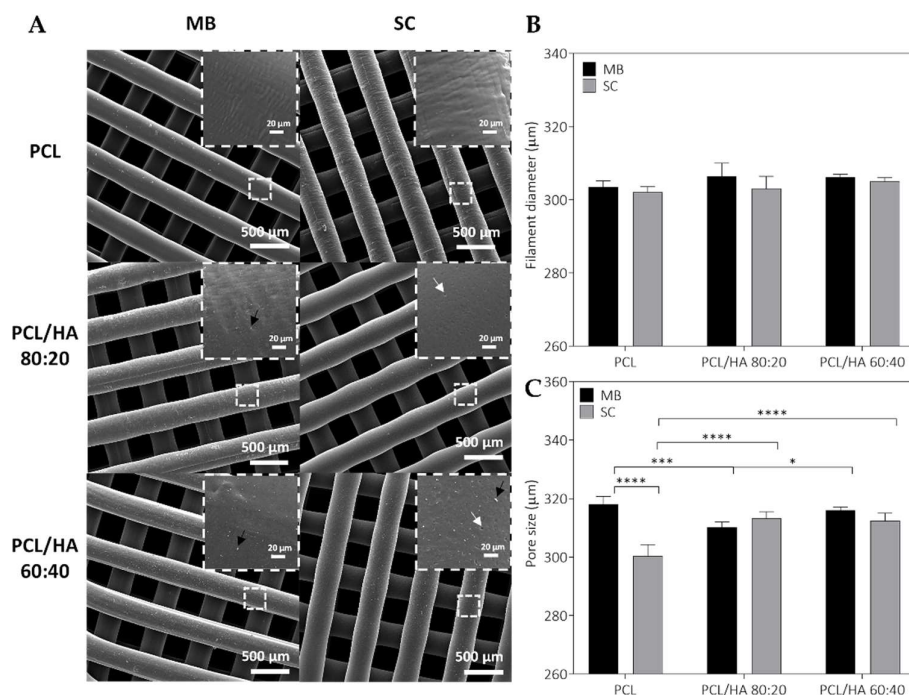 A
MB
SC
PCL
20 μm
20 μm
500 μm
500 μm
PCL/HA
80:20
20 μm
20 μm
500 μm
500 μm
PCL/HA
60:40
20 μm
20 μm
500 μm
500 μm
B
340
320
300
280
260
Filament diameter (μm)
MB
SC
PCL
PCL/HA 80:20
PCL/HA 60:40
C
360
340
320
300
280
260
Pore size (μm)
MB
SC
****
****
***
*
****
PCL
PCL/HA 80:20
PCL/HA 60:40